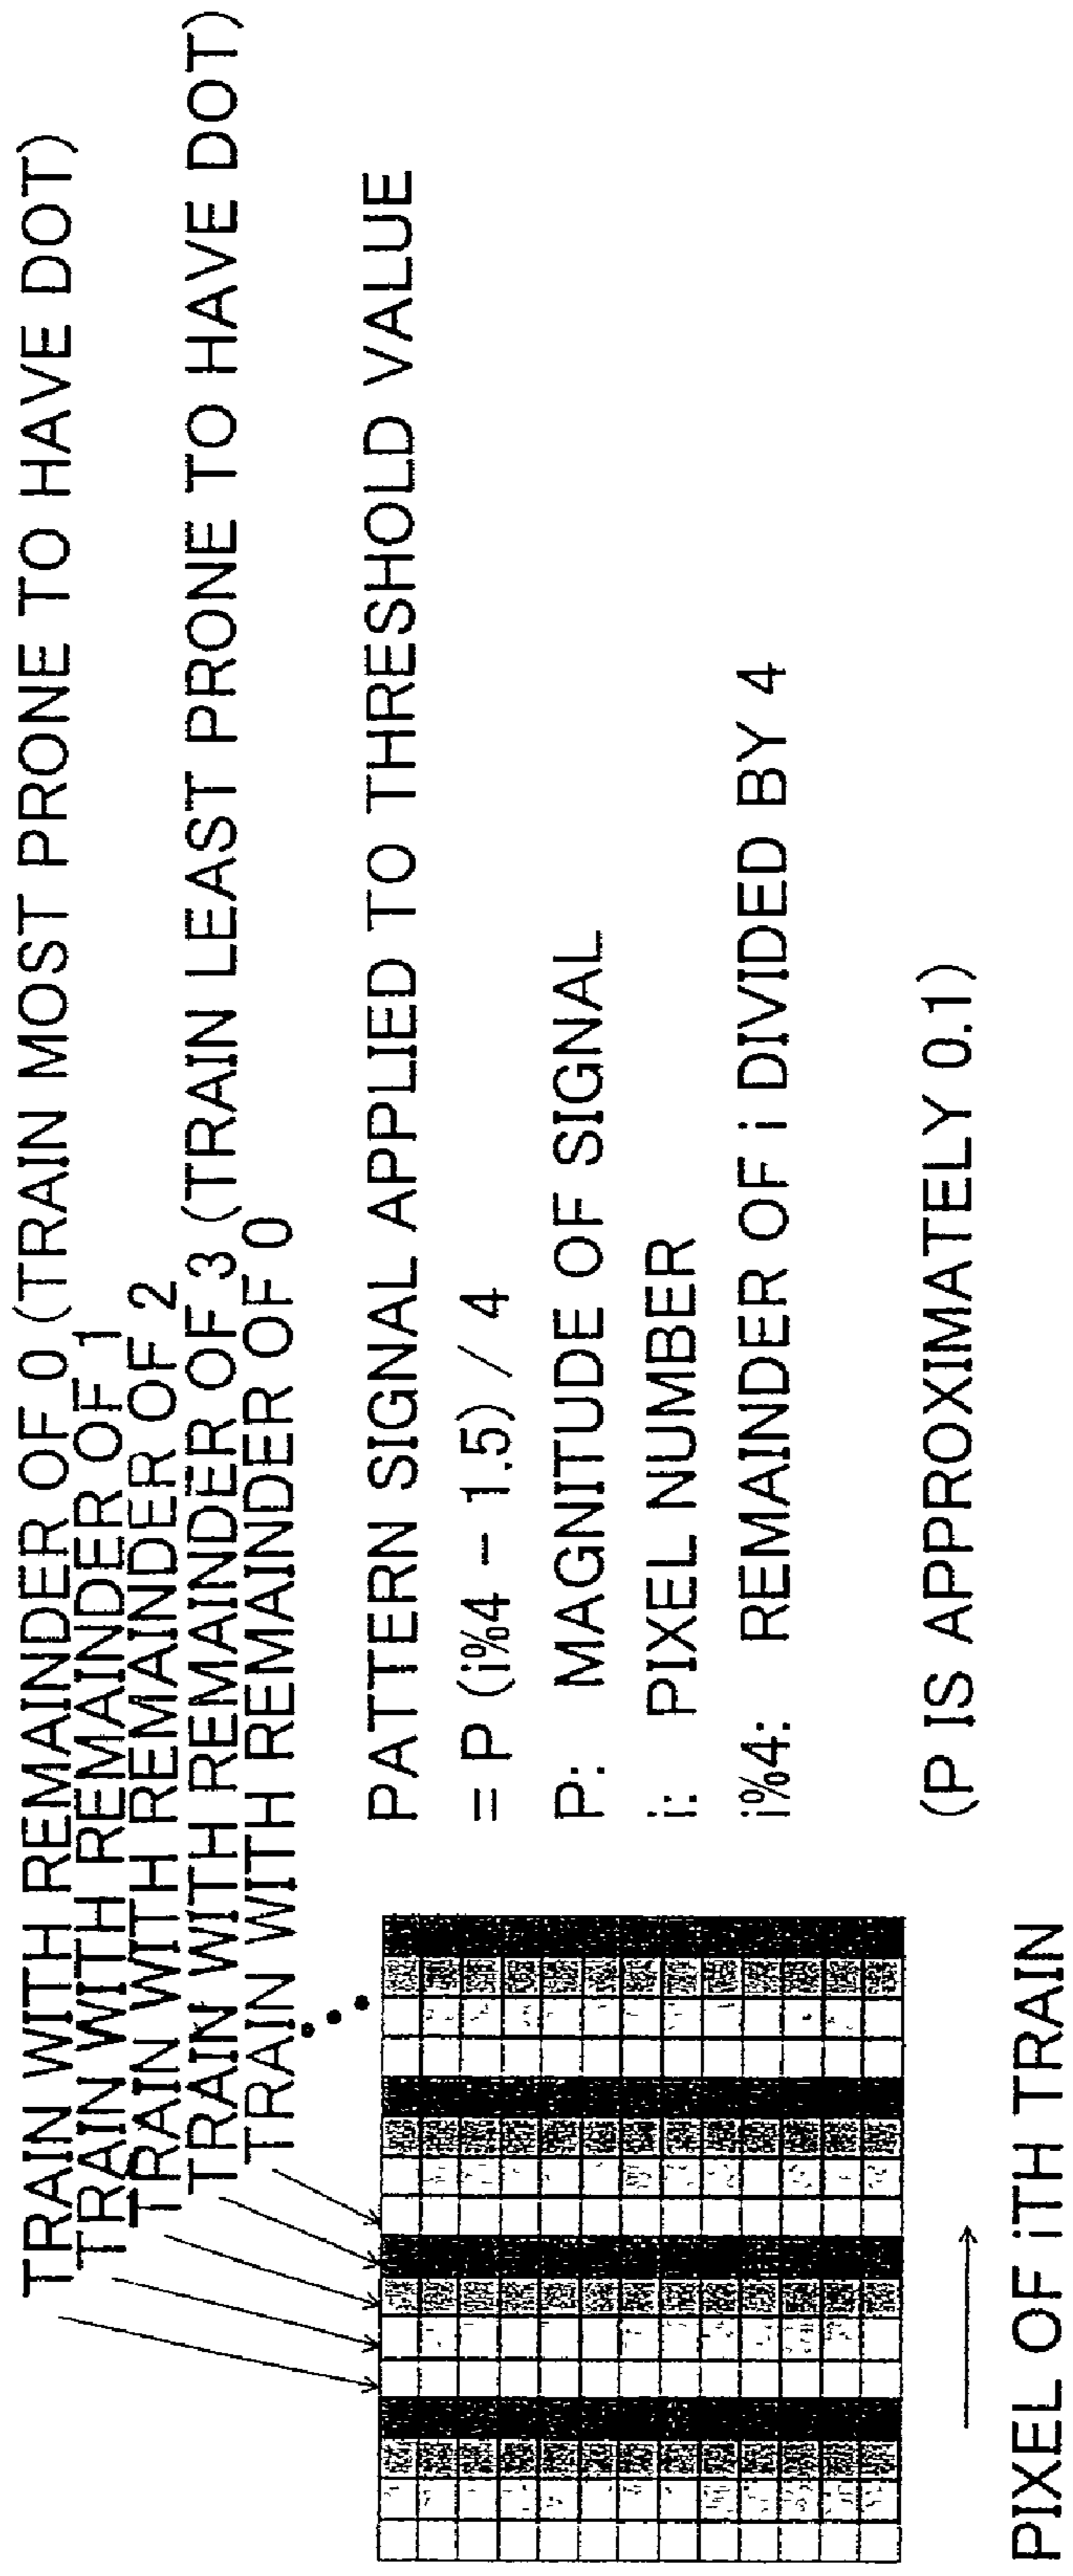 TRAIN WITH REMAINDER OF 0 (TRAIN MOST PRONE TO HAVE DOT)
TRAIN WITH REMAINDER OF 1
TRAIN WITH REMAINDER OF 2
TRAIN WITH REMAINDER OF 3 (TRAIN LEAST PRONE TO HAVE DOT)
TRAIN WITH REMAINDER OF 0
PATTERN SIGNAL APPLIED TO THRESHOLD VALUE
= P (i%4 - 1.5) / 4
P: MAGNITUDE OF SIGNAL
i: PIXEL NUMBER
i%4: REMAINDER OF i DIVIDED BY 4
(P IS APPROXIMATELY 0.1)
PIXEL OF iTH TRAIN